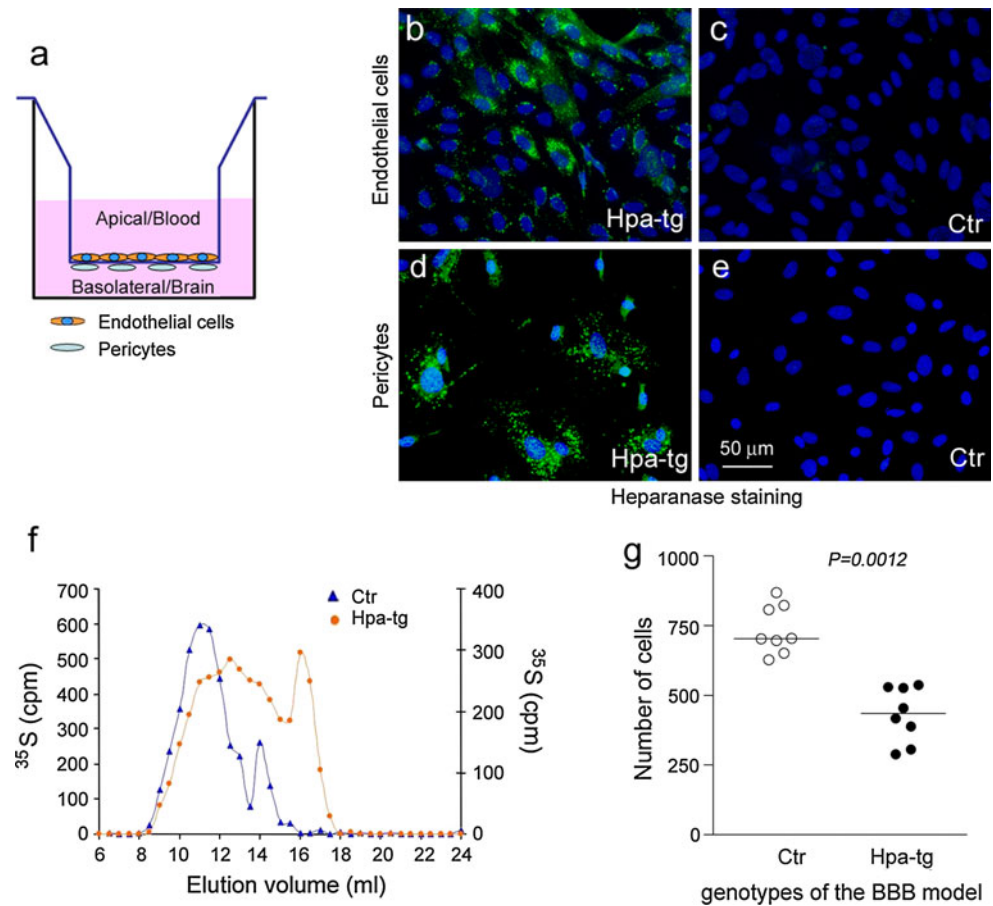 a
Apical/Blood
Basolateral/Brain
Endothelial cells
Pericytes
b
Endothelial cells
Hpa-tg
c
Ctr
d
Pericytes
Hpa-tg
e
50 μm
Ctr
Heparanase staining
f
700
600
500
400
300
200
100
0
³⁵S (cpm)
Ctr
Hpa-tg
400
300
200
100
0
³⁵S (cpm)
6 8 10 12 14 16 18 20 22 24
Elution volume (ml)
g
P=0.0012
1000
750
500
250
0
Number of cells
Ctr Hpa-tg
genotypes of the BBB model